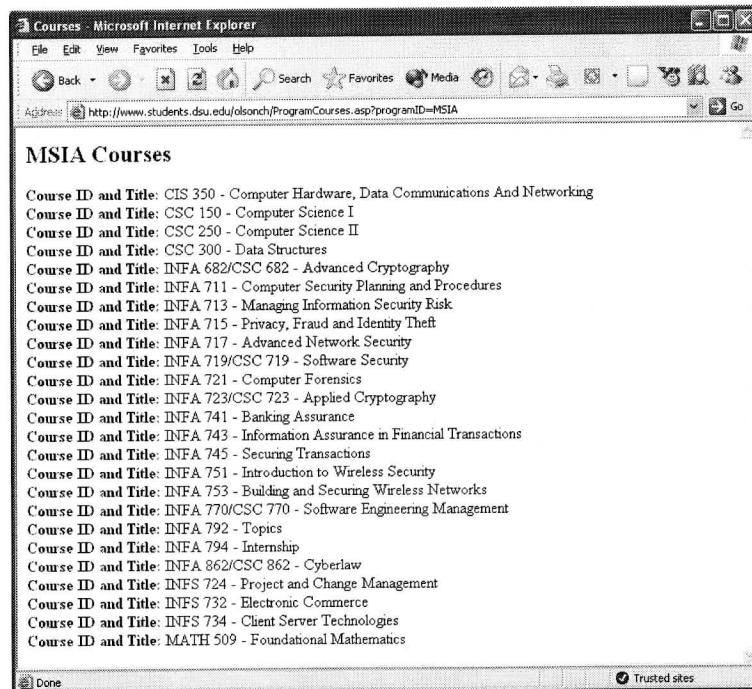 Courses - Microsoft Internet Explorer
File Edit View Favorites Tools Help
Back Search Favorites Media
Address http://www.students.dsu.edu/olsonch/ProgramCourses.asp?programID=MSIA Go
MSIA Courses
Course ID and Title: CIS 350 - Computer Hardware, Data Communications And Networking
Course ID and Title: CSC 150 - Computer Science I
Course ID and Title: CSC 250 - Computer Science II
Course ID and Title: CSC 300 - Data Structures
Course ID and Title: INFA 682/CSC 682 - Advanced Cryptography
Course ID and Title: INFA 711 - Computer Security Planning and Procedures
Course ID and Title: INFA 713 - Managing Information Security Risk
Course ID and Title: INFA 715 - Privacy, Fraud and Identity Theft
Course ID and Title: INFA 717 - Advanced Network Security
Course ID and Title: INFA 719/CSC 719 - Software Security
Course ID and Title: INFA 721 - Computer Forensics
Course ID and Title: INFA 723/CSC 723 - Applied Cryptography
Course ID and Title: INFA 741 - Banking Assurance
Course ID and Title: INFA 743 - Information Assurance in Financial Transactions
Course ID and Title: INFA 745 - Securing Transactions
Course ID and Title: INFA 751 - Introduction to Wireless Security
Course ID and Title: INFA 753 - Building and Securing Wireless Networks
Course ID and Title: INFA 770/CSC 770 - Software Engineering Management
Course ID and Title: INFA 792 - Topics
Course ID and Title: INFA 794 - Internship
Course ID and Title: INFA 862/CSC 862 - Cyberlaw
Course ID and Title: INFS 724 - Project and Change Management
Course ID and Title: INFS 732 - Electronic Commerce
Course ID and Title: INFS 734 - Client Server Technologies
Course ID and Title: MATH 509 - Foundational Mathematics
Done Trusted sites